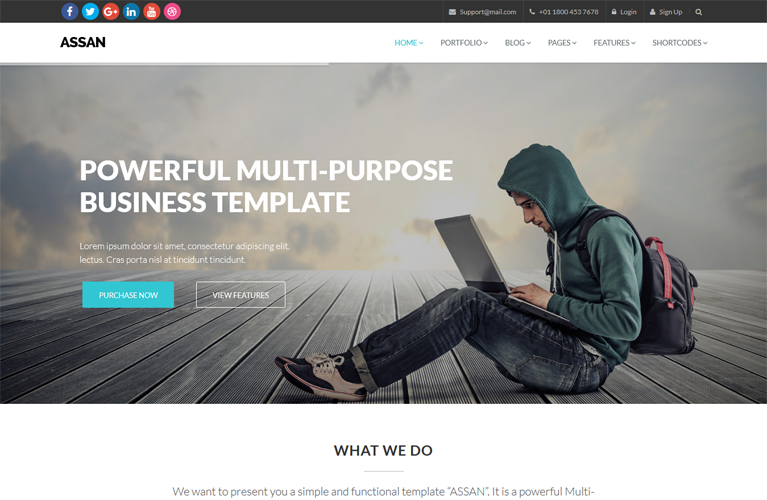 Support@mail.com +01 1800 453 7678 Login Sign Up
ASSAN
HOME PORTFOLIO BLOG PAGES FEATURES SHORTCODES
POWERFUL MULTI-PURPOSE
BUSINESS TEMPLATE
Lorem ipsum dolor sit amet, consectetur adipiscing elit.
lectus. Cras porta nisl at tincidunt tincidunt.
PURCHASE NOW VIEW FEATURES
WHAT WE DO
We want to present you a simple and functional template “ASSAN”. It is a powerful Multi-